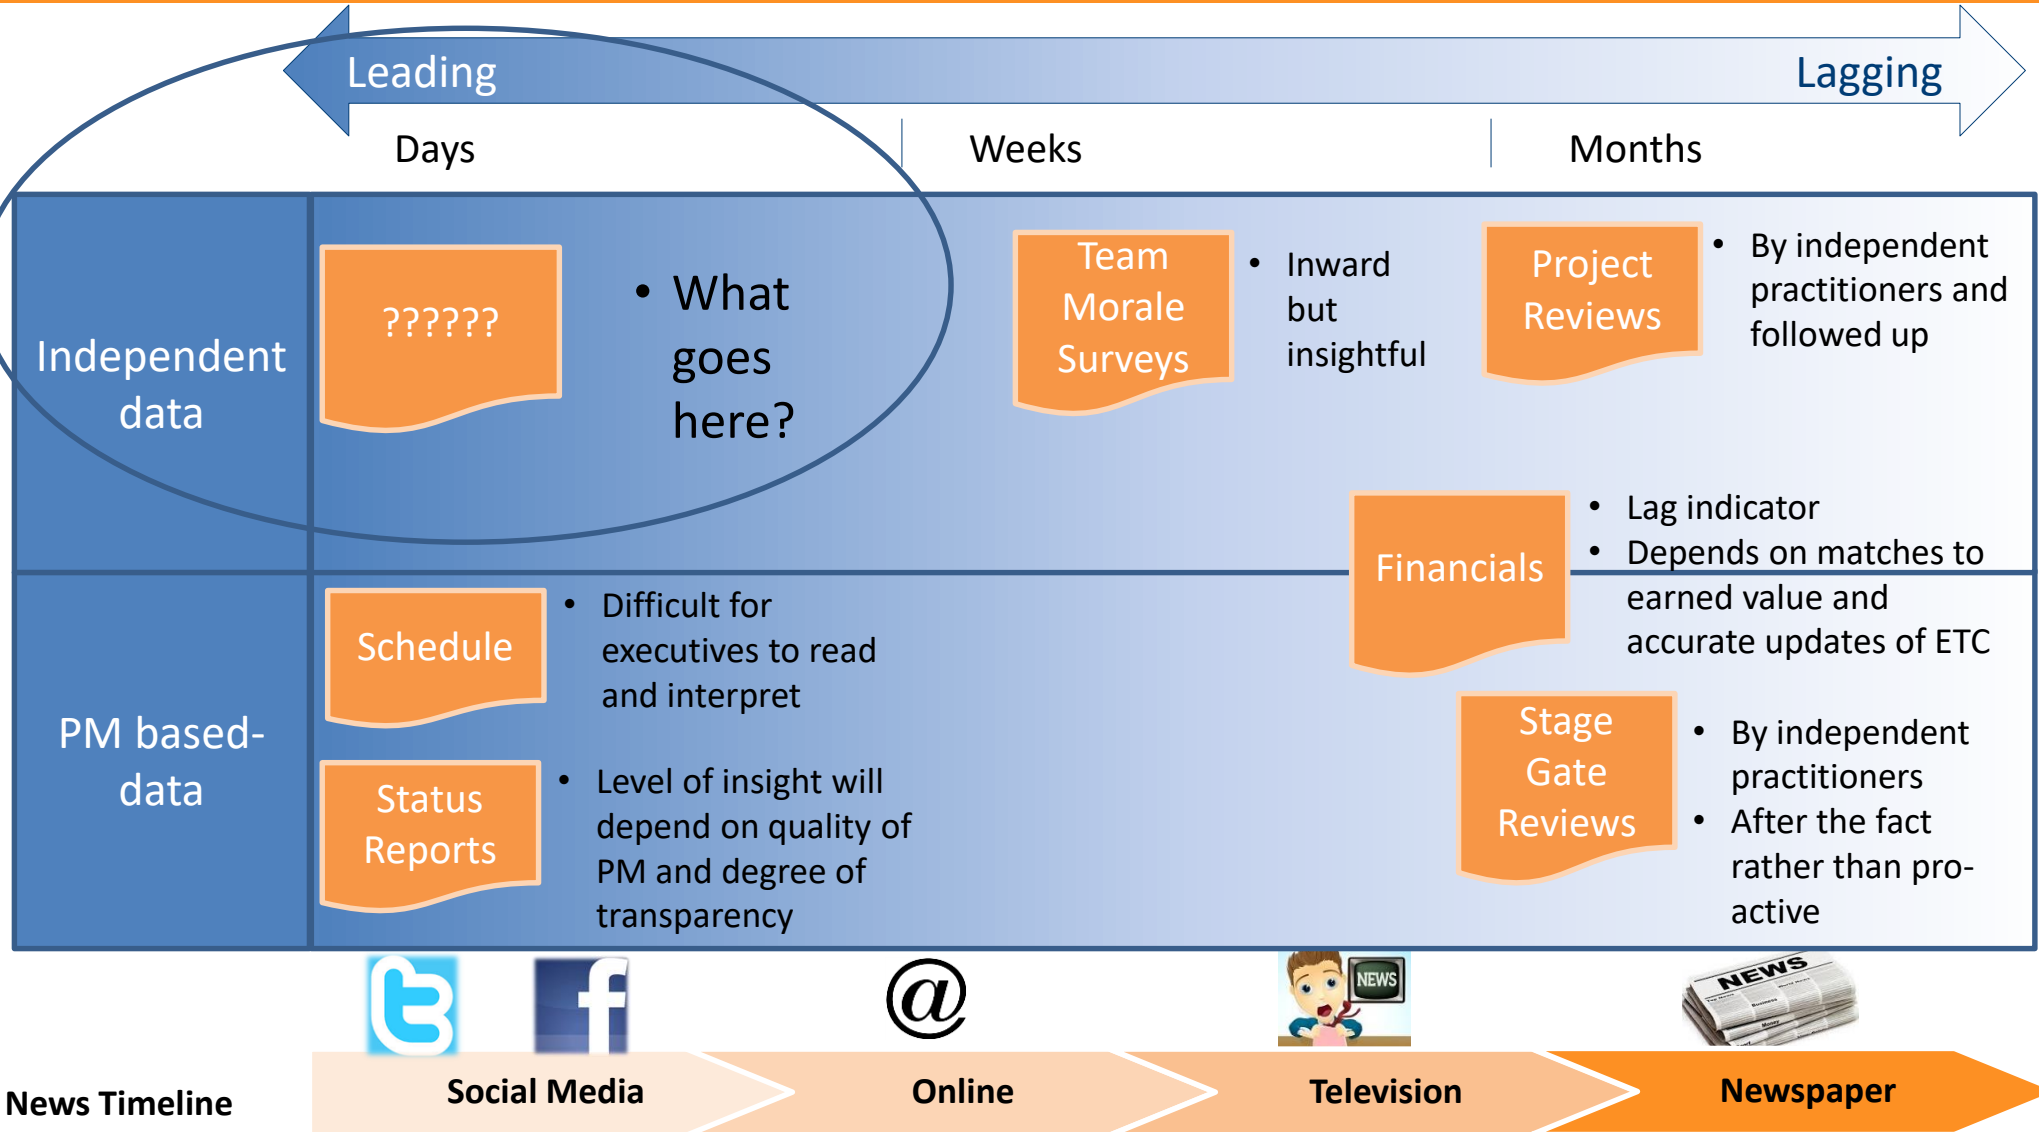 Leading
Lagging
Days
Weeks
Months
Independent
data
??????
• What
goes
here?
Team
Morale
Surveys
• Inward
but
insightful
Project
Reviews
• By independent
practitioners and
followed up
Financials
• Lag indicator
• Depends on matches to
earned value and
accurate updates of ETC
PM based-
data
Schedule
• Difficult for
executives to read
and interpret
Status
Reports
• Level of insight will
depend on quality of
PM and degree of
transparency
Stage
Gate
Reviews
• By independent
practitioners
• After the fact
rather than pro-
active
@
NEWS
NEWS
News Timeline
Social Media
Online
Television
Newspaper